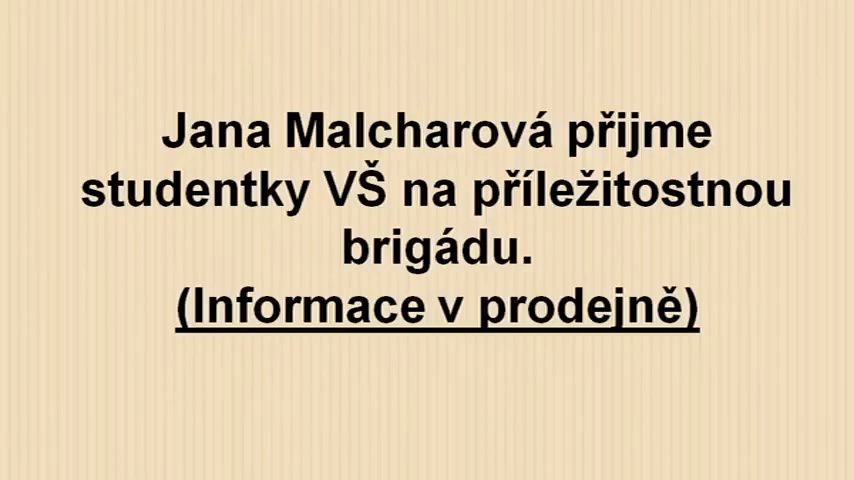 Jana Malcharová přijme
studentky VŠ na příležitostnou
brigádu.
(Informace v prodejně)